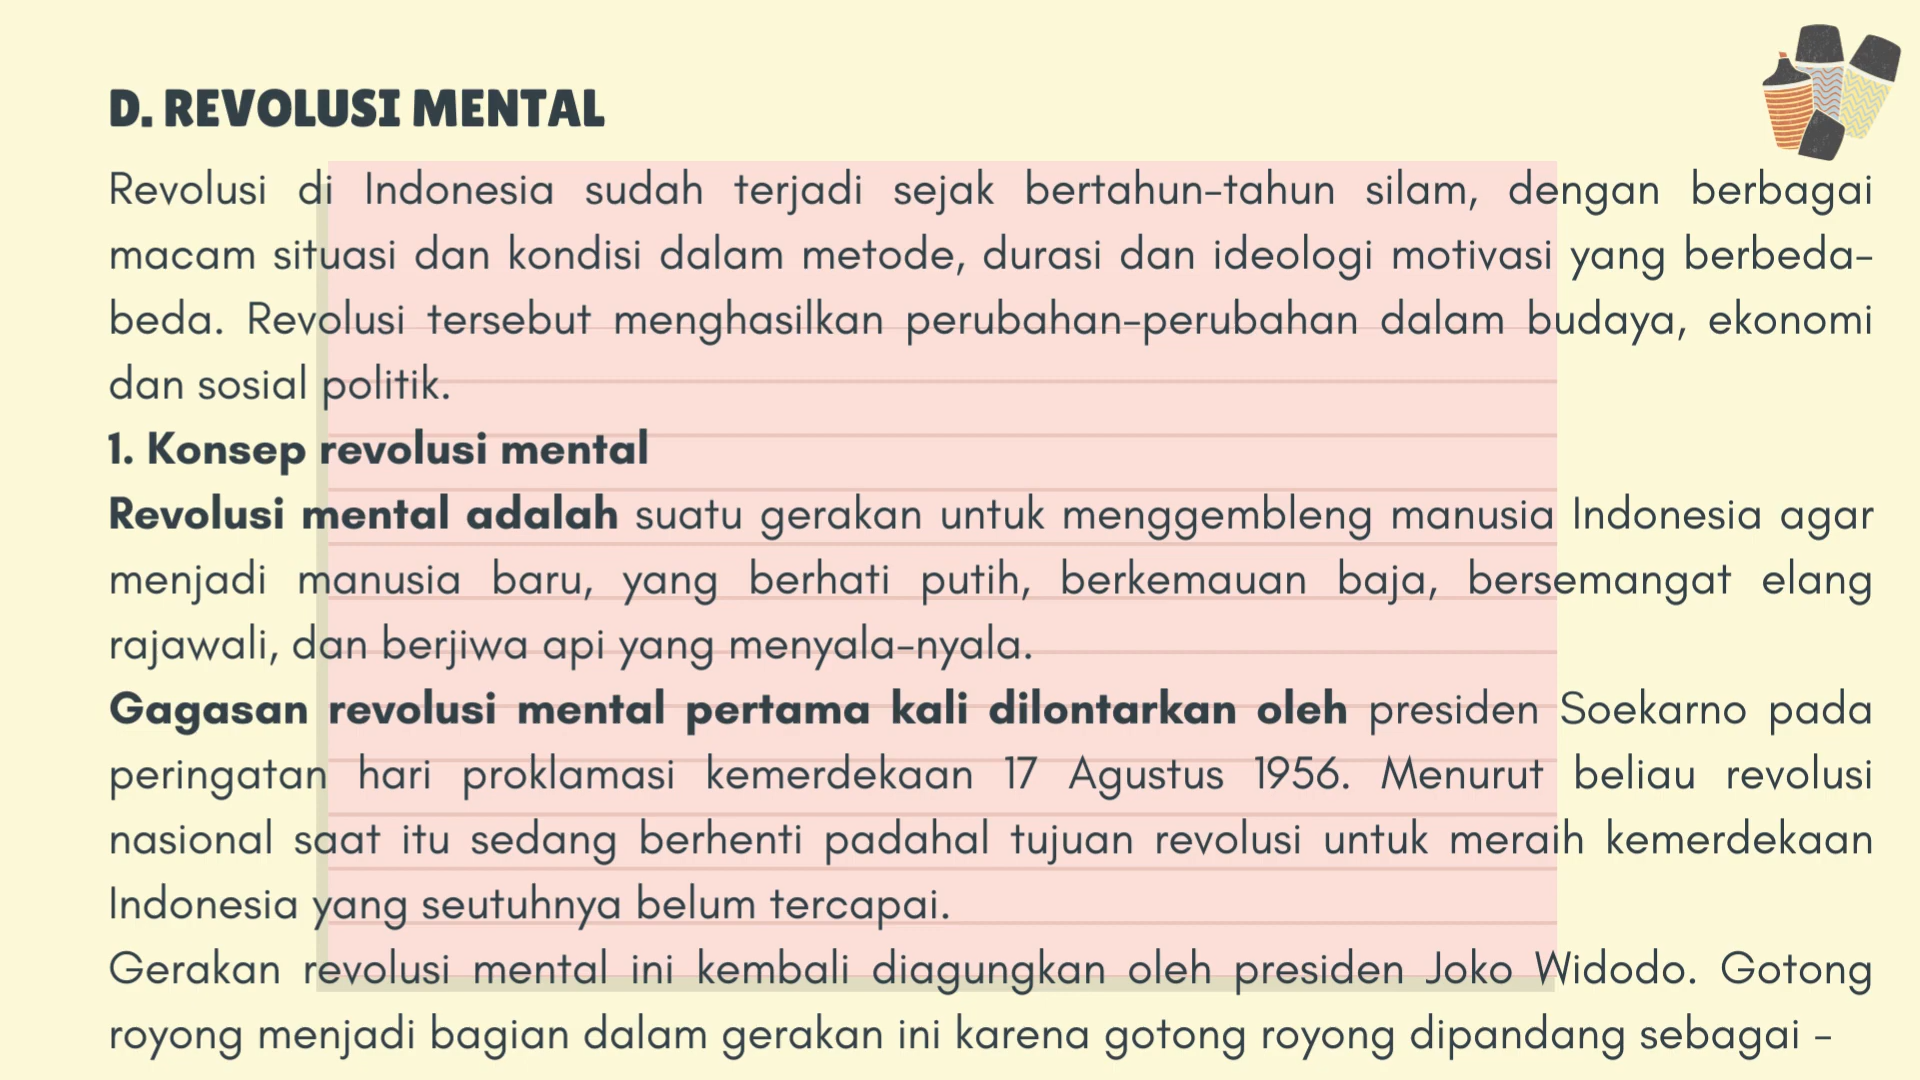 D. REVOLUSI MENTAL
Revolusi di Indonesia sudah terjadi sejak bertahun-tahun silam, dengan berbagai
macam situasi dan kondisi dalam metode, durasi dan ideologi motivasi yang berbeda-
beda. Revolusi tersebut menghasilkan perubahan-perubahan dalam budaya, ekonomi
dan sosial politik.
1. Konsep revolusi mental
Revolusi mental adalah suatu gerakan untuk menggembleng manusia Indonesia agar
menjadi manusia baru, yang berhati putih, berkemauan baja, bersemangat elang
rajawali, dan berjiwa api yang menyala-nyala.
Gagasan revolusi mental pertama kali dilontarkan oleh presiden Soekarno pada
peringatan hari proklamasi kemerdekaan 17 Agustus 1956. Menurut beliau revolusi
nasional saat itu sedang berhenti padahal tujuan revolusi untuk meraih kemerdekaan
Indonesia yang seutuhnya belum tercapai.
Gerakan revolusi mental ini kembali diagungkan oleh presiden Joko Widodo. Gotong
royong menjadi bagian dalam gerakan ini karena gotong royong dipandang sebagai -